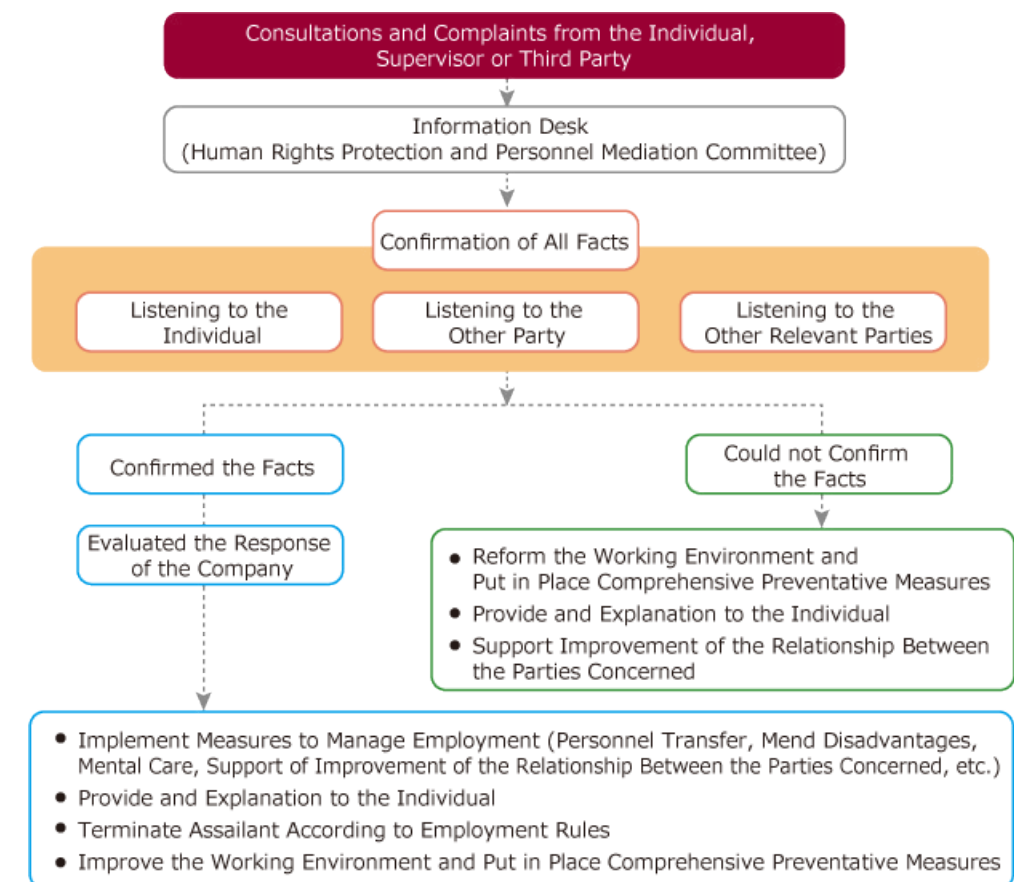 Consultations and Complaints from the Individual,
Supervisor or Third Party
Information Desk
(Human Rights Protection and Personnel Mediation Committee)
Confirmation of All Facts
Listening to the
Individual
Listening to the
Other Party
Listening to the
Other Relevant Parties
Confirmed the Facts
Could not Confirm
the Facts
Evaluated the Response
of the Company
● Reform the Working Environment and
Put in Place Comprehensive Preventative Measures
● Provide and Explanation to the Individual
● Support Improvement of the Relationship Between
the Parties Concerned
● Implement Measures to Manage Employment (Personnel Transfer, Mend Disadvantages,
Mental Care, Support of Improvement of the Relationship Between the Parties Concerned, etc.)
● Provide and Explanation to the Individual
● Terminate Assailant According to Employment Rules
● Improve the Working Environment and Put in Place Comprehensive Preventative Measures